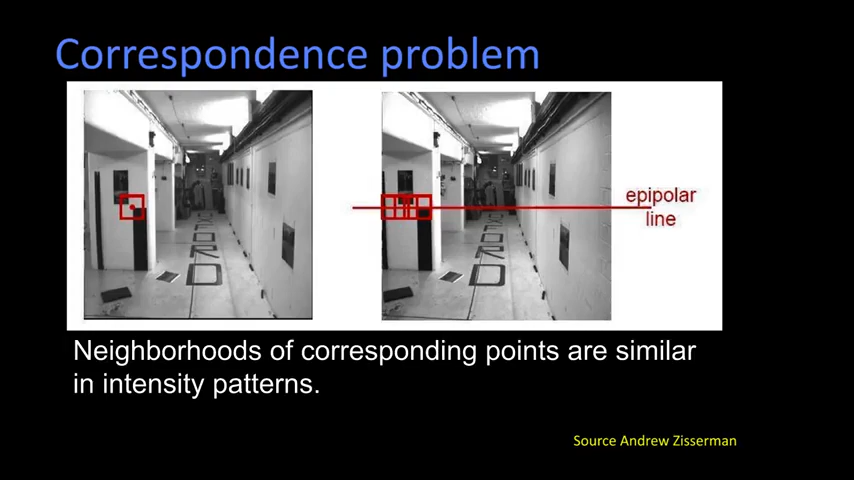 Correspondence problem
epipolar
line
Neighborhoods of corresponding points are similar
in intensity patterns.
Source Andrew Zisserman